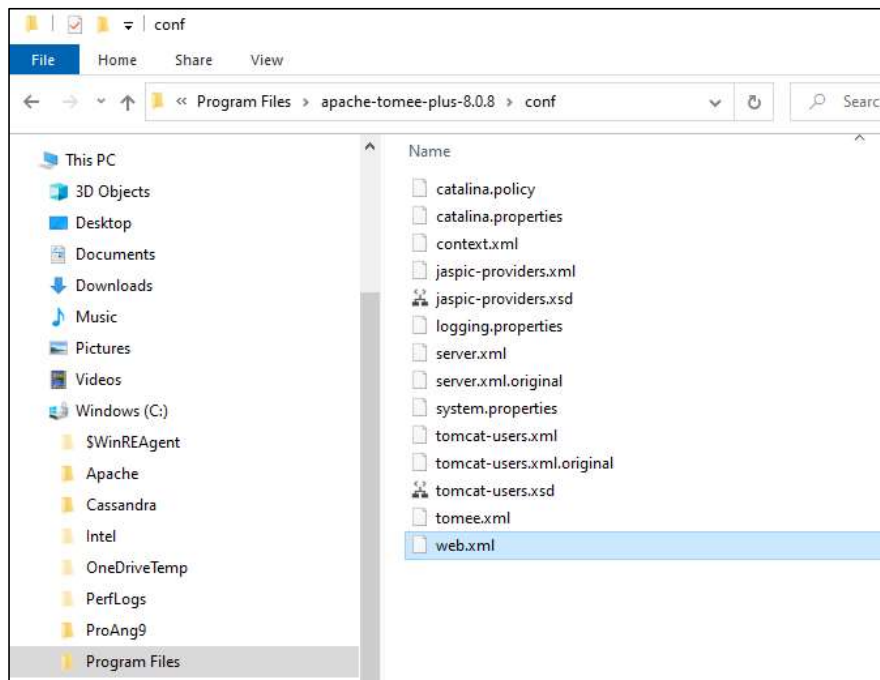 conf
File Home Share View
« Program Files > apache-tomee-plus-8.0.8 > conf
Searc
This PC
3D Objects
Desktop
Documents
Downloads
Music
Pictures
Videos
Windows (C:)
$WinREAgent
Apache
Cassandra
Intel
OneDriveTemp
PerfLogs
ProAng9
Program Files
Name
catalina.policy
catalina.properties
context.xml
jaspic-providers.xml
jaspic-providers.xsd
logging.properties
server.xml
server.xml.original
system.properties
tomcat-users.xml
tomcat-users.xml.original
tomcat-users.xsd
tomee.xml
web.xml